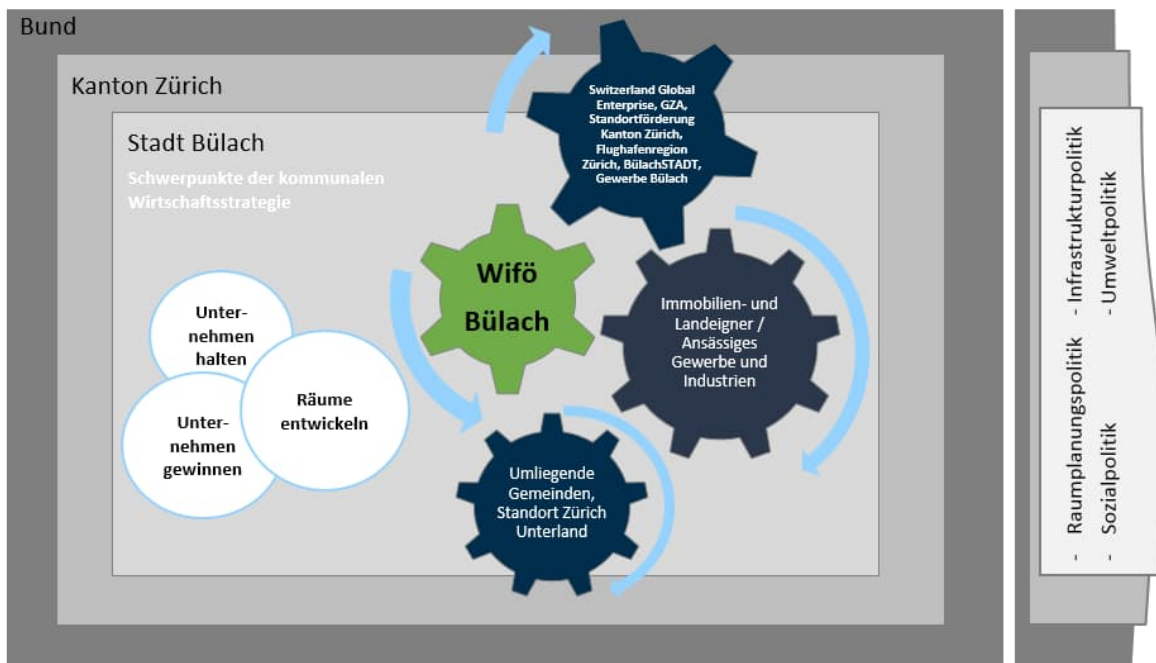 Bund
Kanton Zürich
Stadt Bülach
Schwerpunkte der kommunalen
Wirtschaftsstrategie
Unter-
nehmen
halten
Unter-
nehmen
gewinnen
Räume
entwickeln
Switzerland Global
Enterprise, GZA,
Standortförderung
Kanton Zürich,
Flughafenregion
Zürich, BülachSTADT,
Gewerbe Bülach
Wifö
Bülach
Immobilien- und
Landeigner /
Ansässiges
Gewerbe und
Industrien
Umliegende
Gemeinden,
Standort Zürich
Unterland
- Raumplanungspolitik - Infrastrukturpolitik
- Sozialpolitik - Umweltpolitik